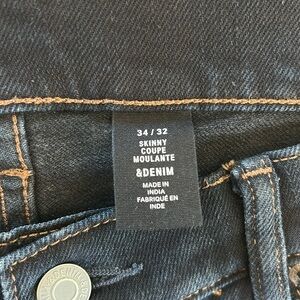 34 / 32
SKINNY
COUPE
MOULANTE
&DENIM
MADE IN
INDIA
FABRIQUÉ EN
INDE